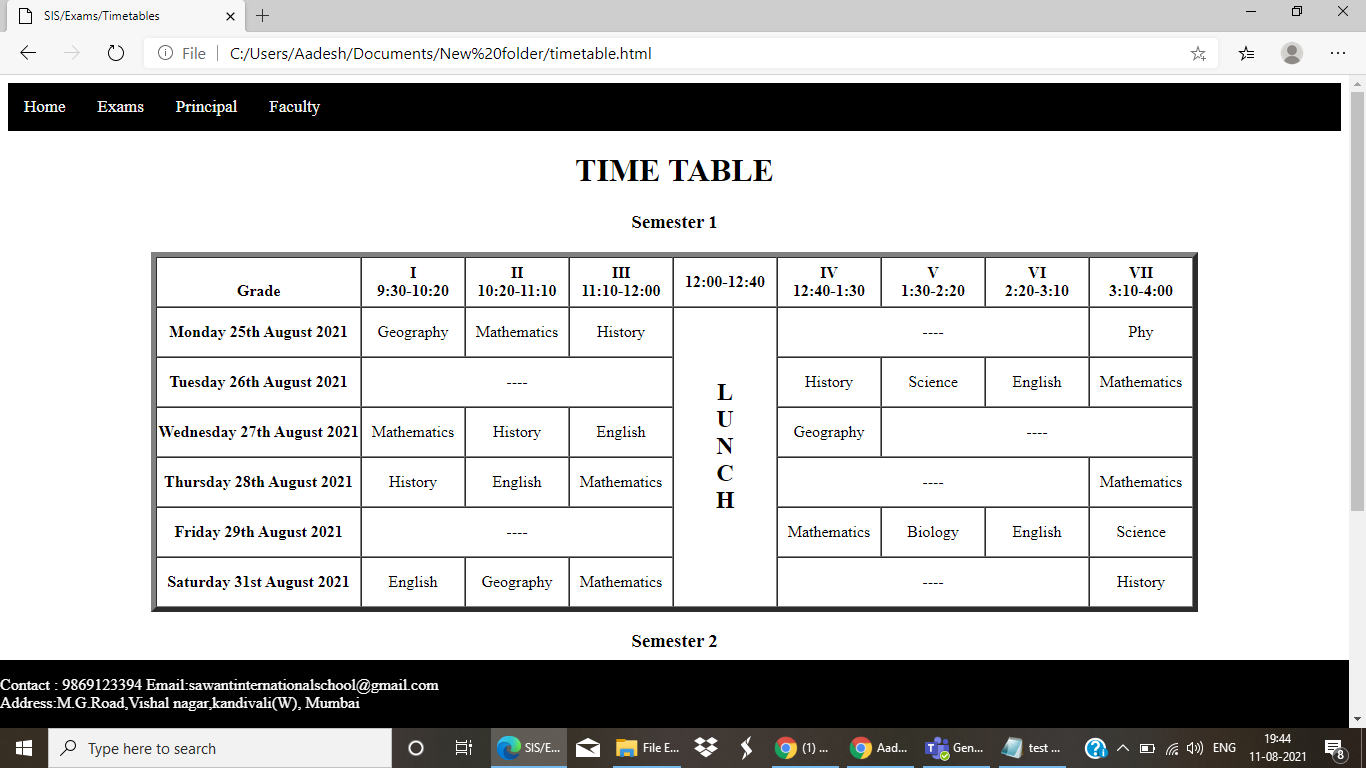 SIS/Exams/Timetables
File C:/Users/Aadesh/Documents/New%20folder/timetable.html
Home Exams Principal Faculty
TIME TABLE
Semester 1
Grade I 9:30-10:20 II 10:20-11:10 III 11:10-12:00 12:00-12:40 IV 12:40-1:30 V 1:30-2:20 VI 2:20-3:10 VII 3:10-4:00
Monday 25th August 2021 Geography Mathematics History ---- Phy
Tuesday 26th August 2021 ---- History Science English Mathematics
Wednesday 27th August 2021 Mathematics History English Geography ----
Thursday 28th August 2021 History English Mathematics ---- Mathematics
Friday 29th August 2021 ---- Mathematics Biology English Science
Saturday 31st August 2021 English Geography Mathematics ---- History
L
U
N
C
H
Semester 2
Contact : 9869123394 Email:sawantinternationalschool@gmail.com
Address:M.G.Road,Vishal nagar,kandivali(W), Mumbai
Type here to search SIS/E... File E... (1) ... Aad... Gen... test ... ENG 19:44
11-08-2021 8